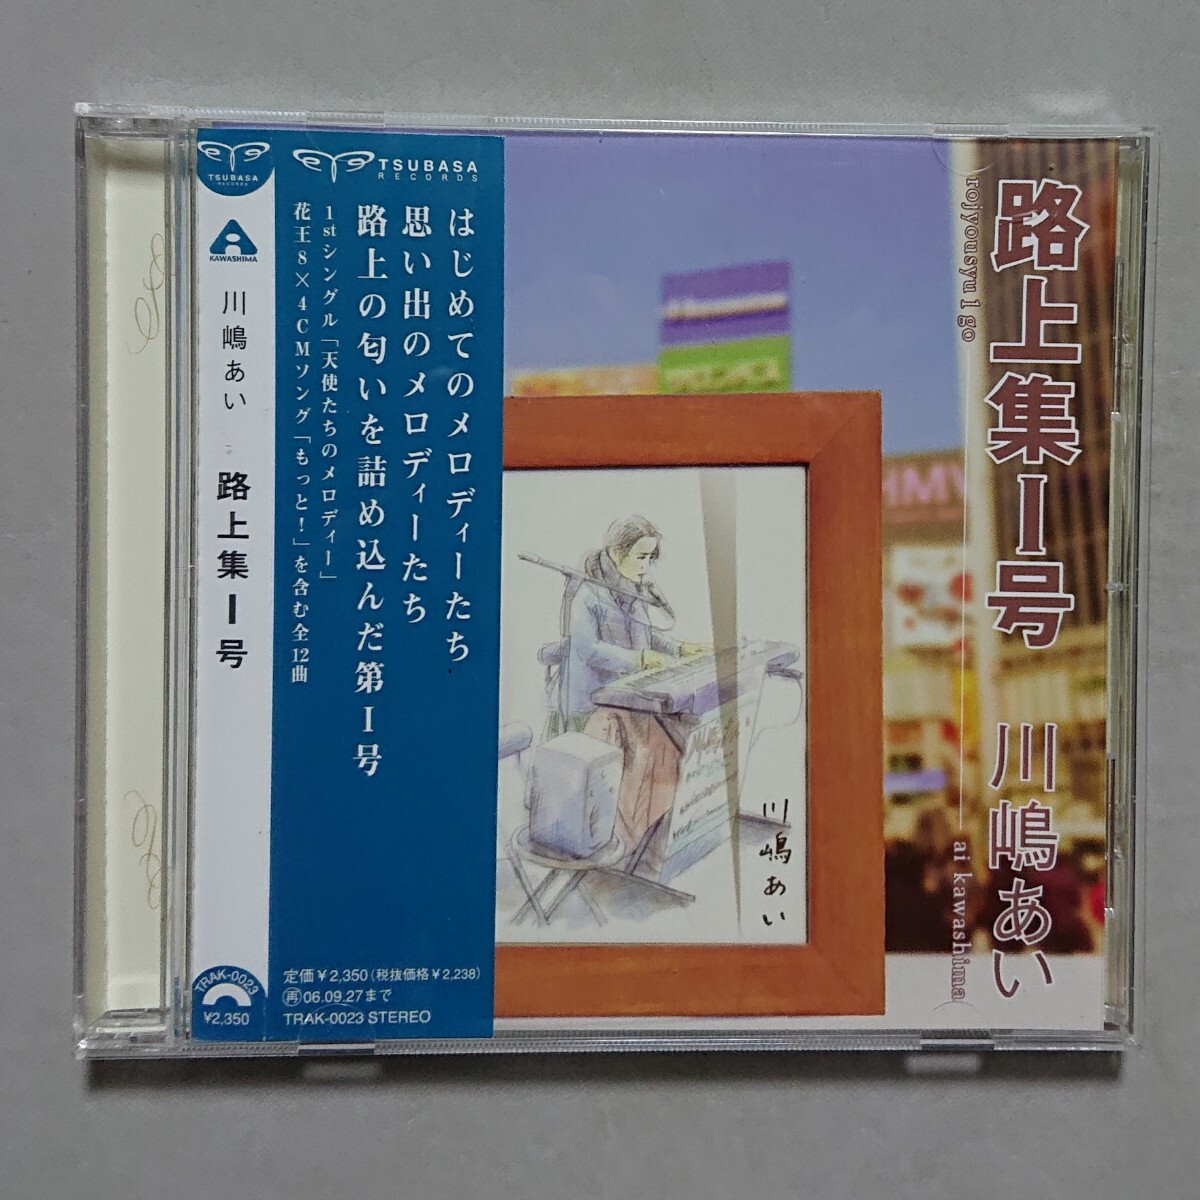 TSUBASA
RECORDS
KAWASHIMA
川嶋あい
路上集Ⅰ号
TRAK-0023
¥2,350
TSUBASA
RECORDS
はじめてのメロディーたち
思い出のメロディーたち
路上の匂いを詰め込んだ第Ⅰ号
1stシングル「天使たちのメロディー」
花王8×4CMソング「もっと!」を含む全12曲
定価¥2,350(税抜価格¥2,238)
再06.09.27まで
TRAK-0023 STEREO
HMV
川嶋あい
路上集Ⅰ号 川嶋あい
rojyousyu 1 go
ai kawashima